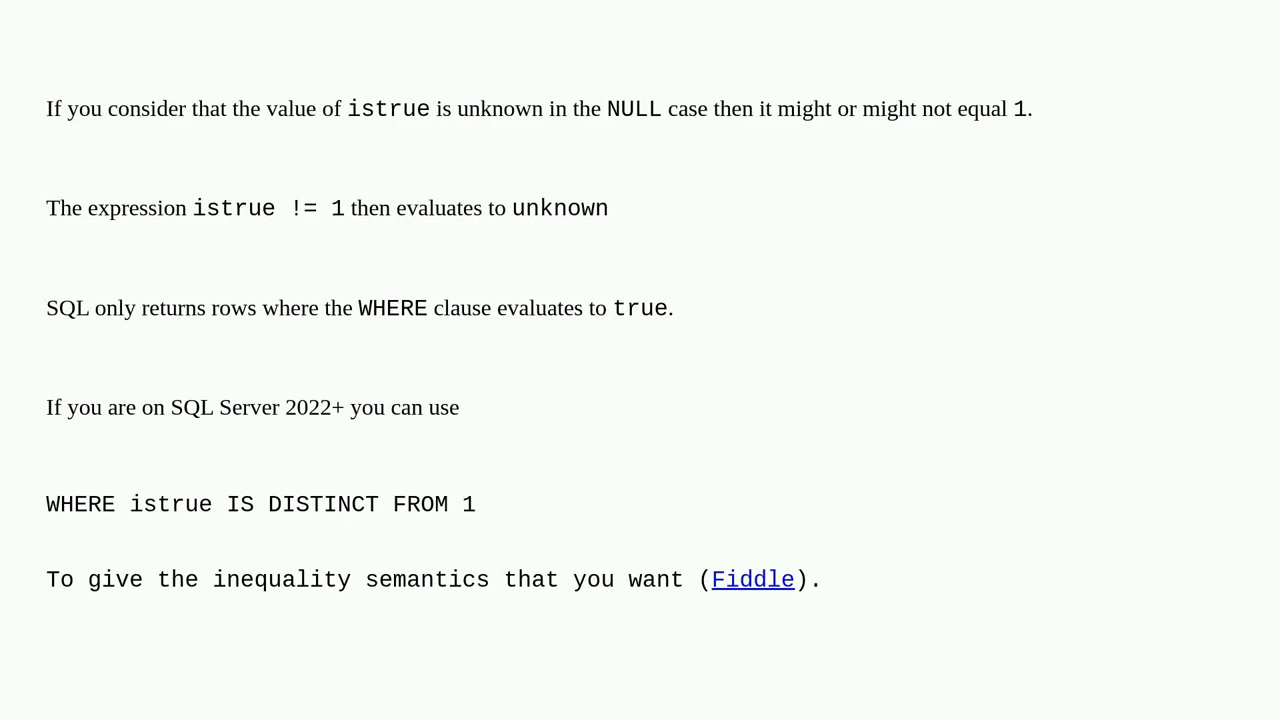 If you consider that the value of istrue is unknown in the NULL case then it might or might not equal 1.
The expression istrue != 1 then evaluates to unknown
SQL only returns rows where the WHERE clause evaluates to true.
If you are on SQL Server 2022+ you can use
WHERE istrue IS DISTINCT FROM 1
To give the inequality semantics that you want (Fiddle).